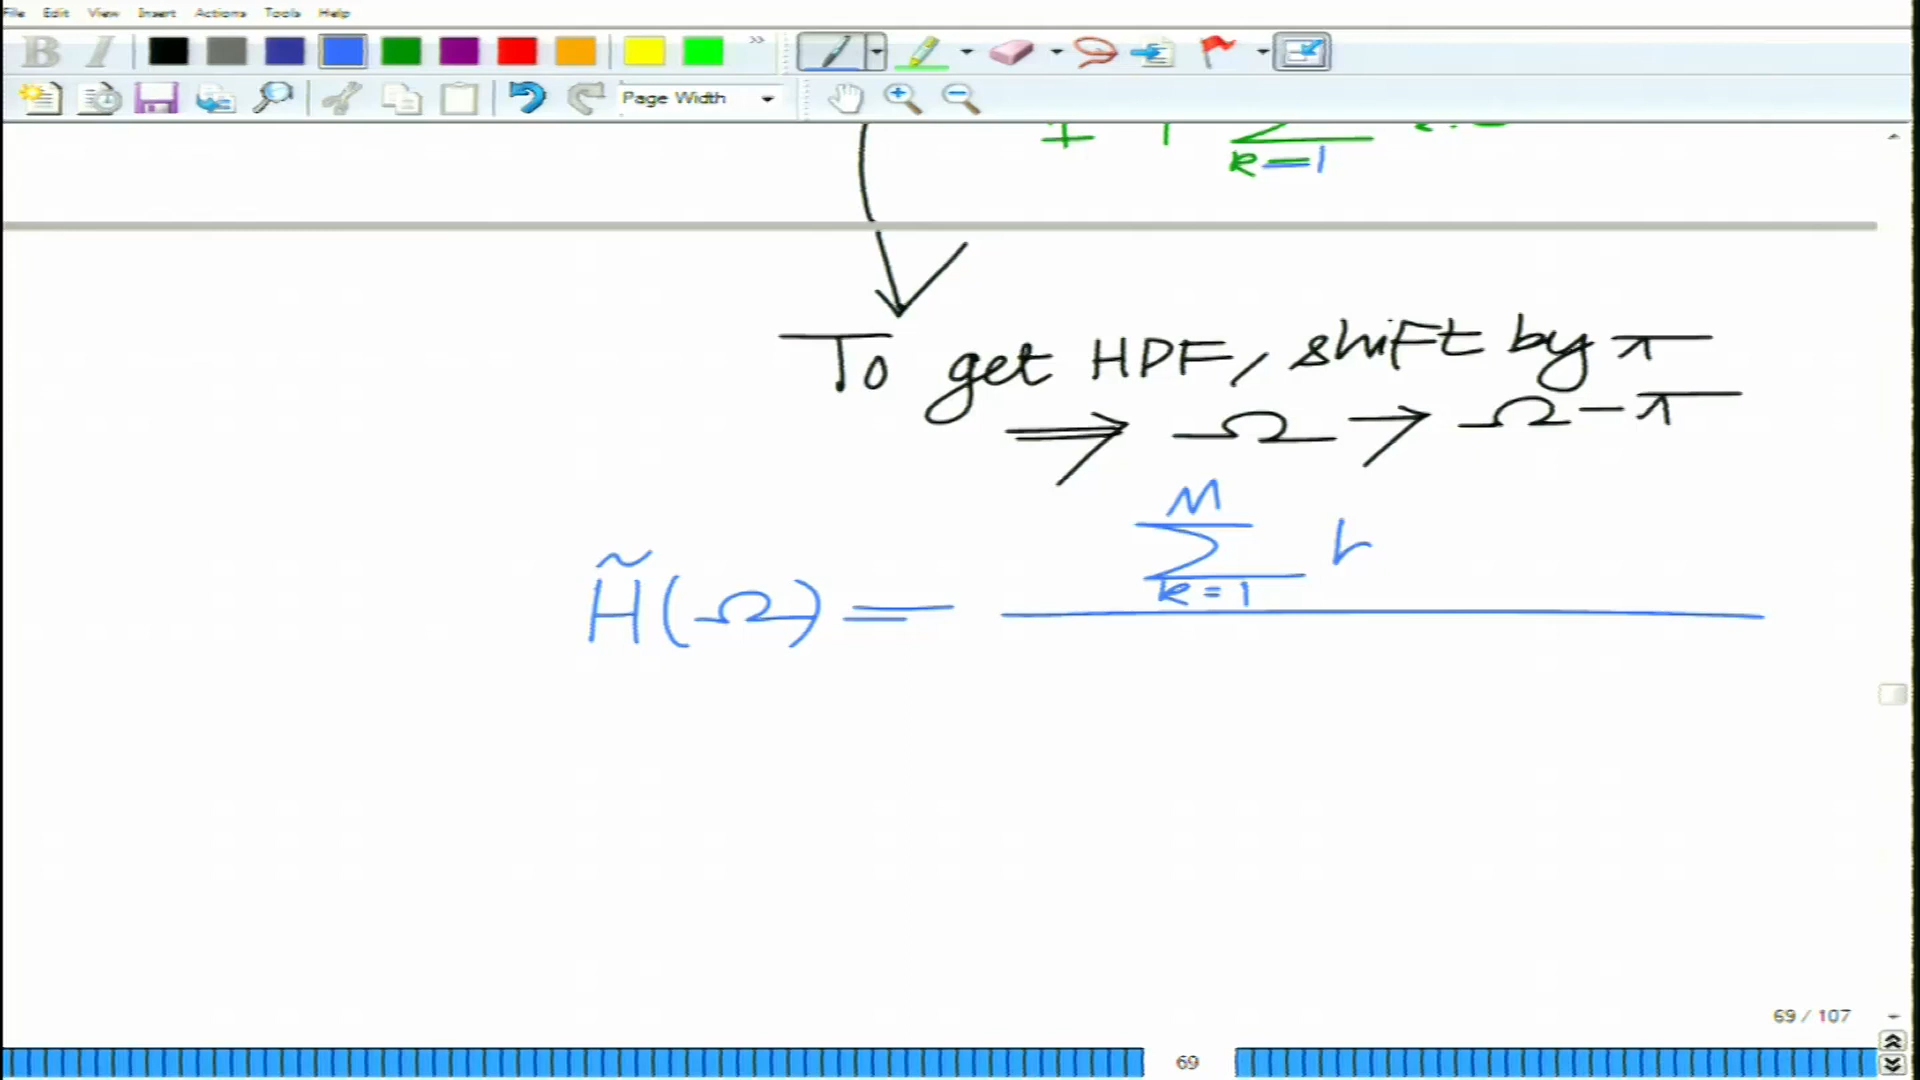 File Edit View Insert Actions Tools Help
B I
Page Width
k=1
To get HPF, shift by π
⇒ Ω → Ω-π
M
H̃(Ω) = Σ
k=1
69 / 107
69